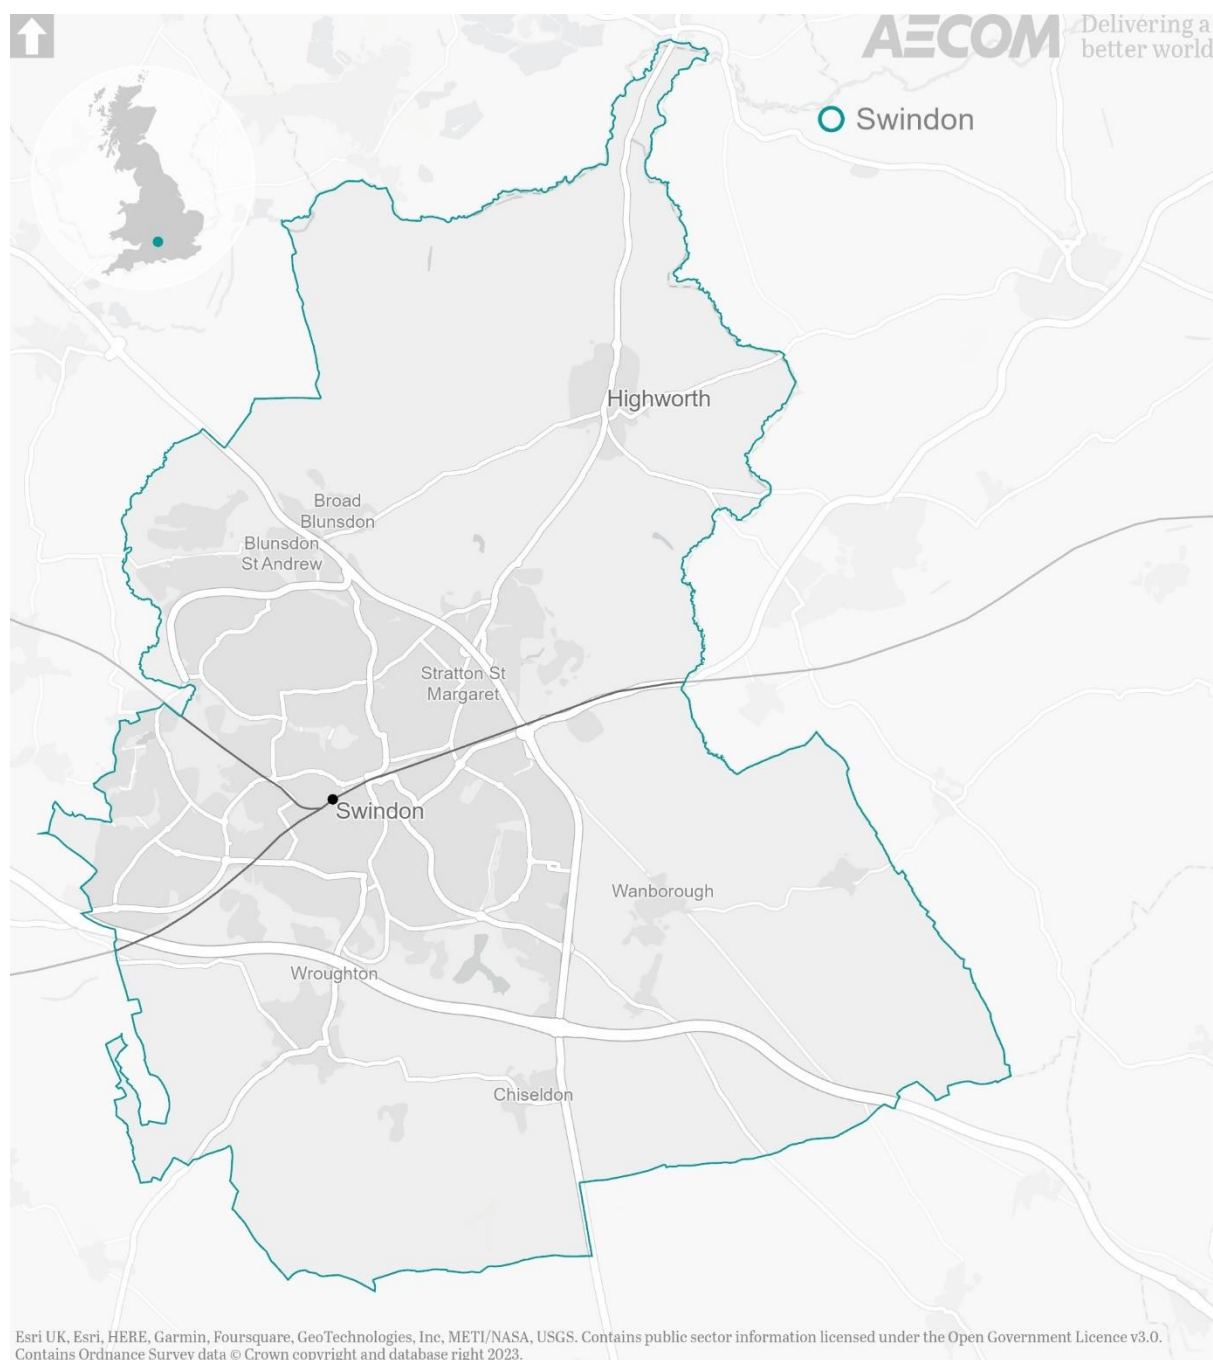 AECOM
Delivering a
better world
Swindon
Highworth
Broad
Blunsdon
Blunsdon
St Andrew
Stratton St
Margaret
Swindon
Wanborough
Wroughton
Chiseldon
Esri UK, Esri, HERE, Garmin, Foursquare, GeoTechnologies, Inc, METI/NASA, USGS. Contains public sector information licensed under the Open Government Licence v3.0.
Contains Ordnance Survey data © Crown copyright and database right 2023.